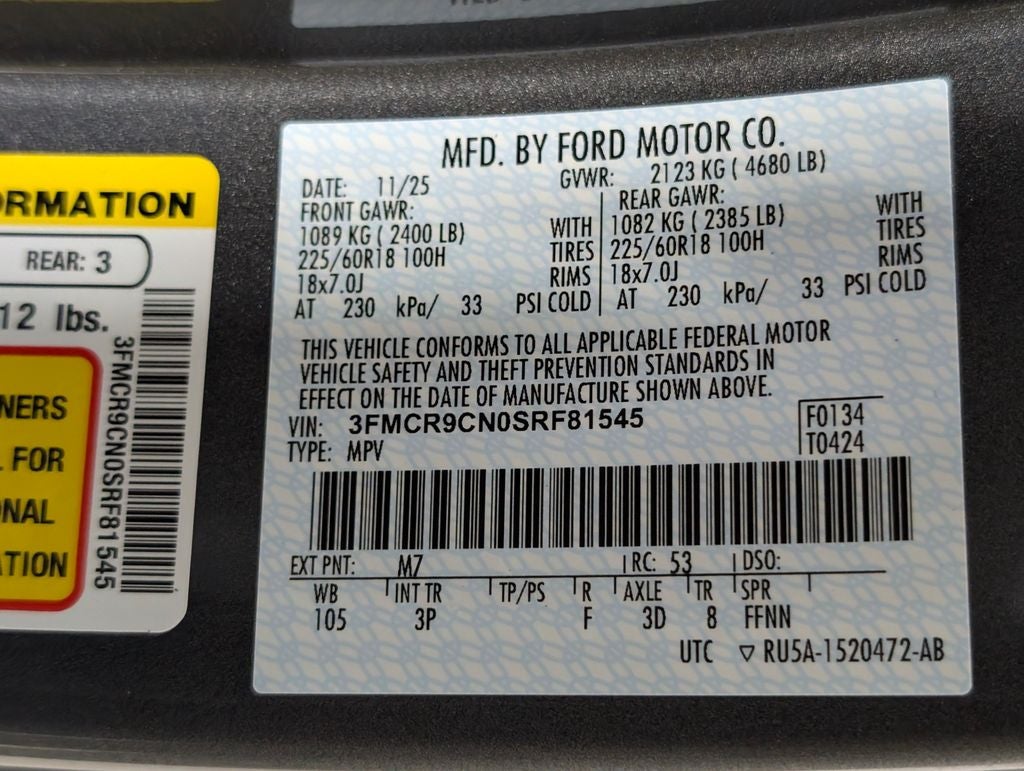 MFD. BY FORD MOTOR CO.
DATE: 11/25 GVWR: 2123 KG ( 4680 LB)
FRONT GAWR: REAR GAWR:
1089 KG ( 2400 LB) WITH 1082 KG ( 2385 LB) WITH
225/60R18 100H TIRES 225/60R18 100H TIRES
18x7.0J RIMS 18x7.0J RIMS
AT 230 kPa/ 33 PSI COLD AT 230 kPa/ 33 PSI COLD
THIS VEHICLE CONFORMS TO ALL APPLICABLE FEDERAL MOTOR
VEHICLE SAFETY AND THEFT PREVENTION STANDARDS IN
EFFECT ON THE DATE OF MANUFACTURE SHOWN ABOVE.
VIN: 3FMCR9CN0SRF81545 F0134
TYPE: MPV T0424
EXT PNT: M7 RC: 53 DSO:
WB INT TR TP/PS R AXLE TR SPR
105 3P F 3D 8 FFNN
UTC ▽ RU5A-1520472-AB
REAR: 3
12 lbs.
FOR
3FMCR9CN0SRF81545